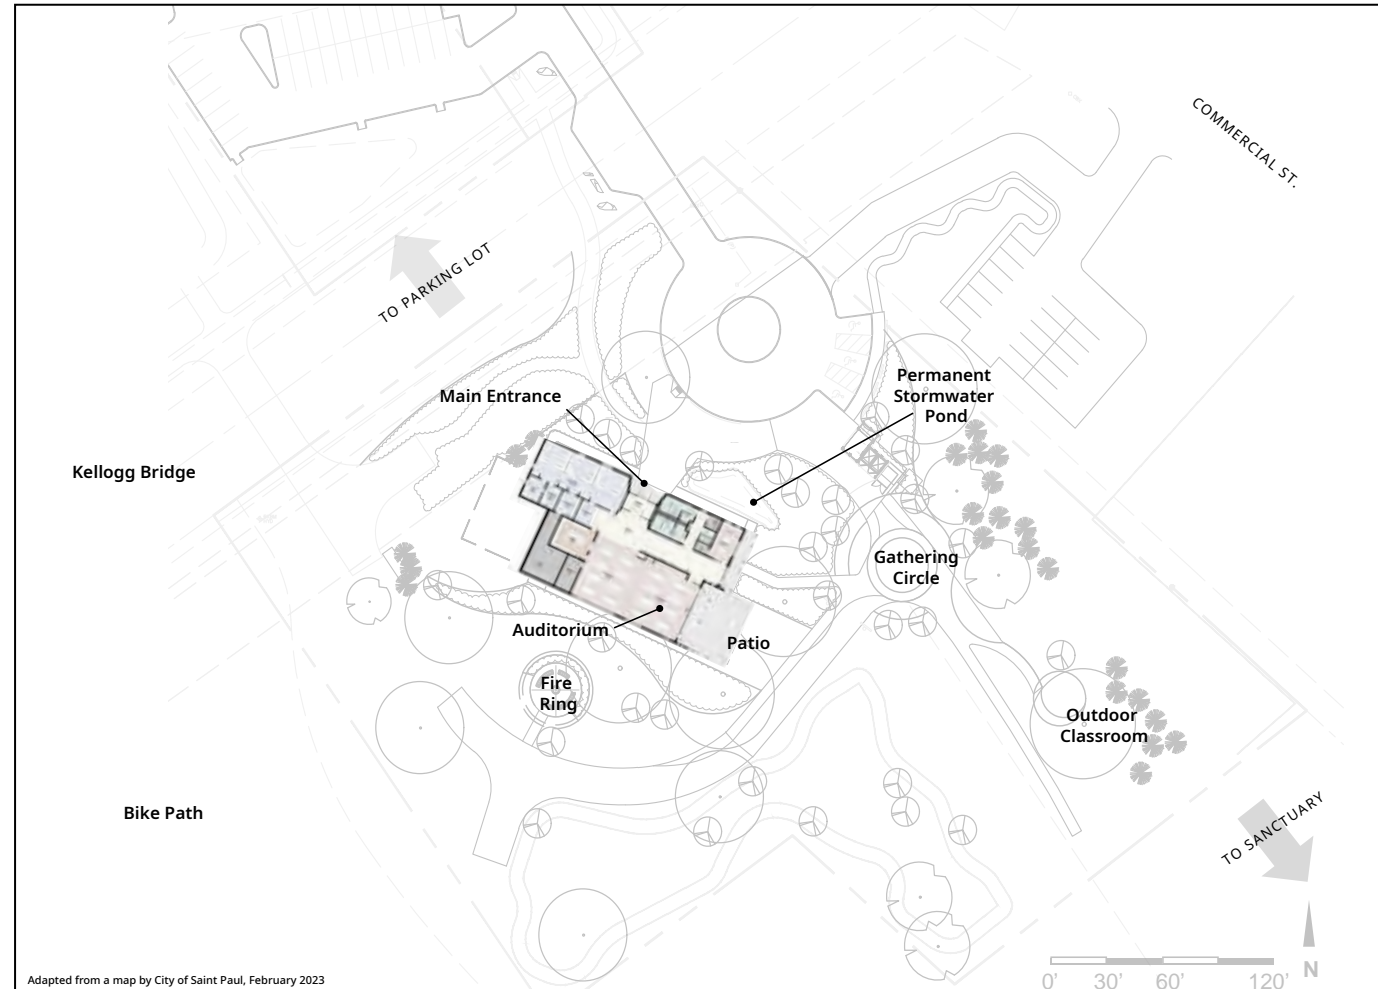 COMMERCIAL ST.
TO PARKING LOT
Main Entrance
Permanent
Stormwater
Pond
Kellogg Bridge
Gathering
Circle
Auditorium
Patio
Fire
Ring
Outdoor
Classroom
Bike Path
TO SANCTUARY
N
0' 30' 60' 120'
Adapted from a map by City of Saint Paul, February 2023